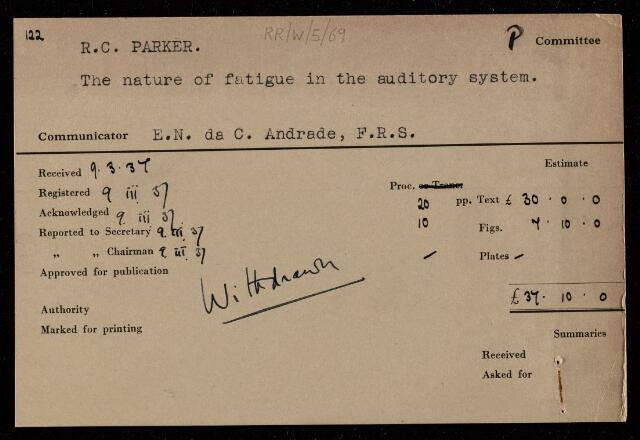 122
R.C. PARKER.
RR/W/5/69
P Committee
The nature of fatigue in the auditory system.
Communicator E.N. da C. Andrade, F.R.S.
Estimate
Received 9.3.37
Proc. or Trans.
Registered 9 iii 37
20 pp. Text £ 30 . 0 . 0
Acknowledged 9 iii 37
10 Figs. 7 . 10 . 0
Reported to Secretary 9 iii 37
„ „ Chairman 9 iii 37
– Plates –
Approved for publication
Withdrawn
£37 . 10 . 0
Authority
Marked for printing
Summaries
Received
Asked for